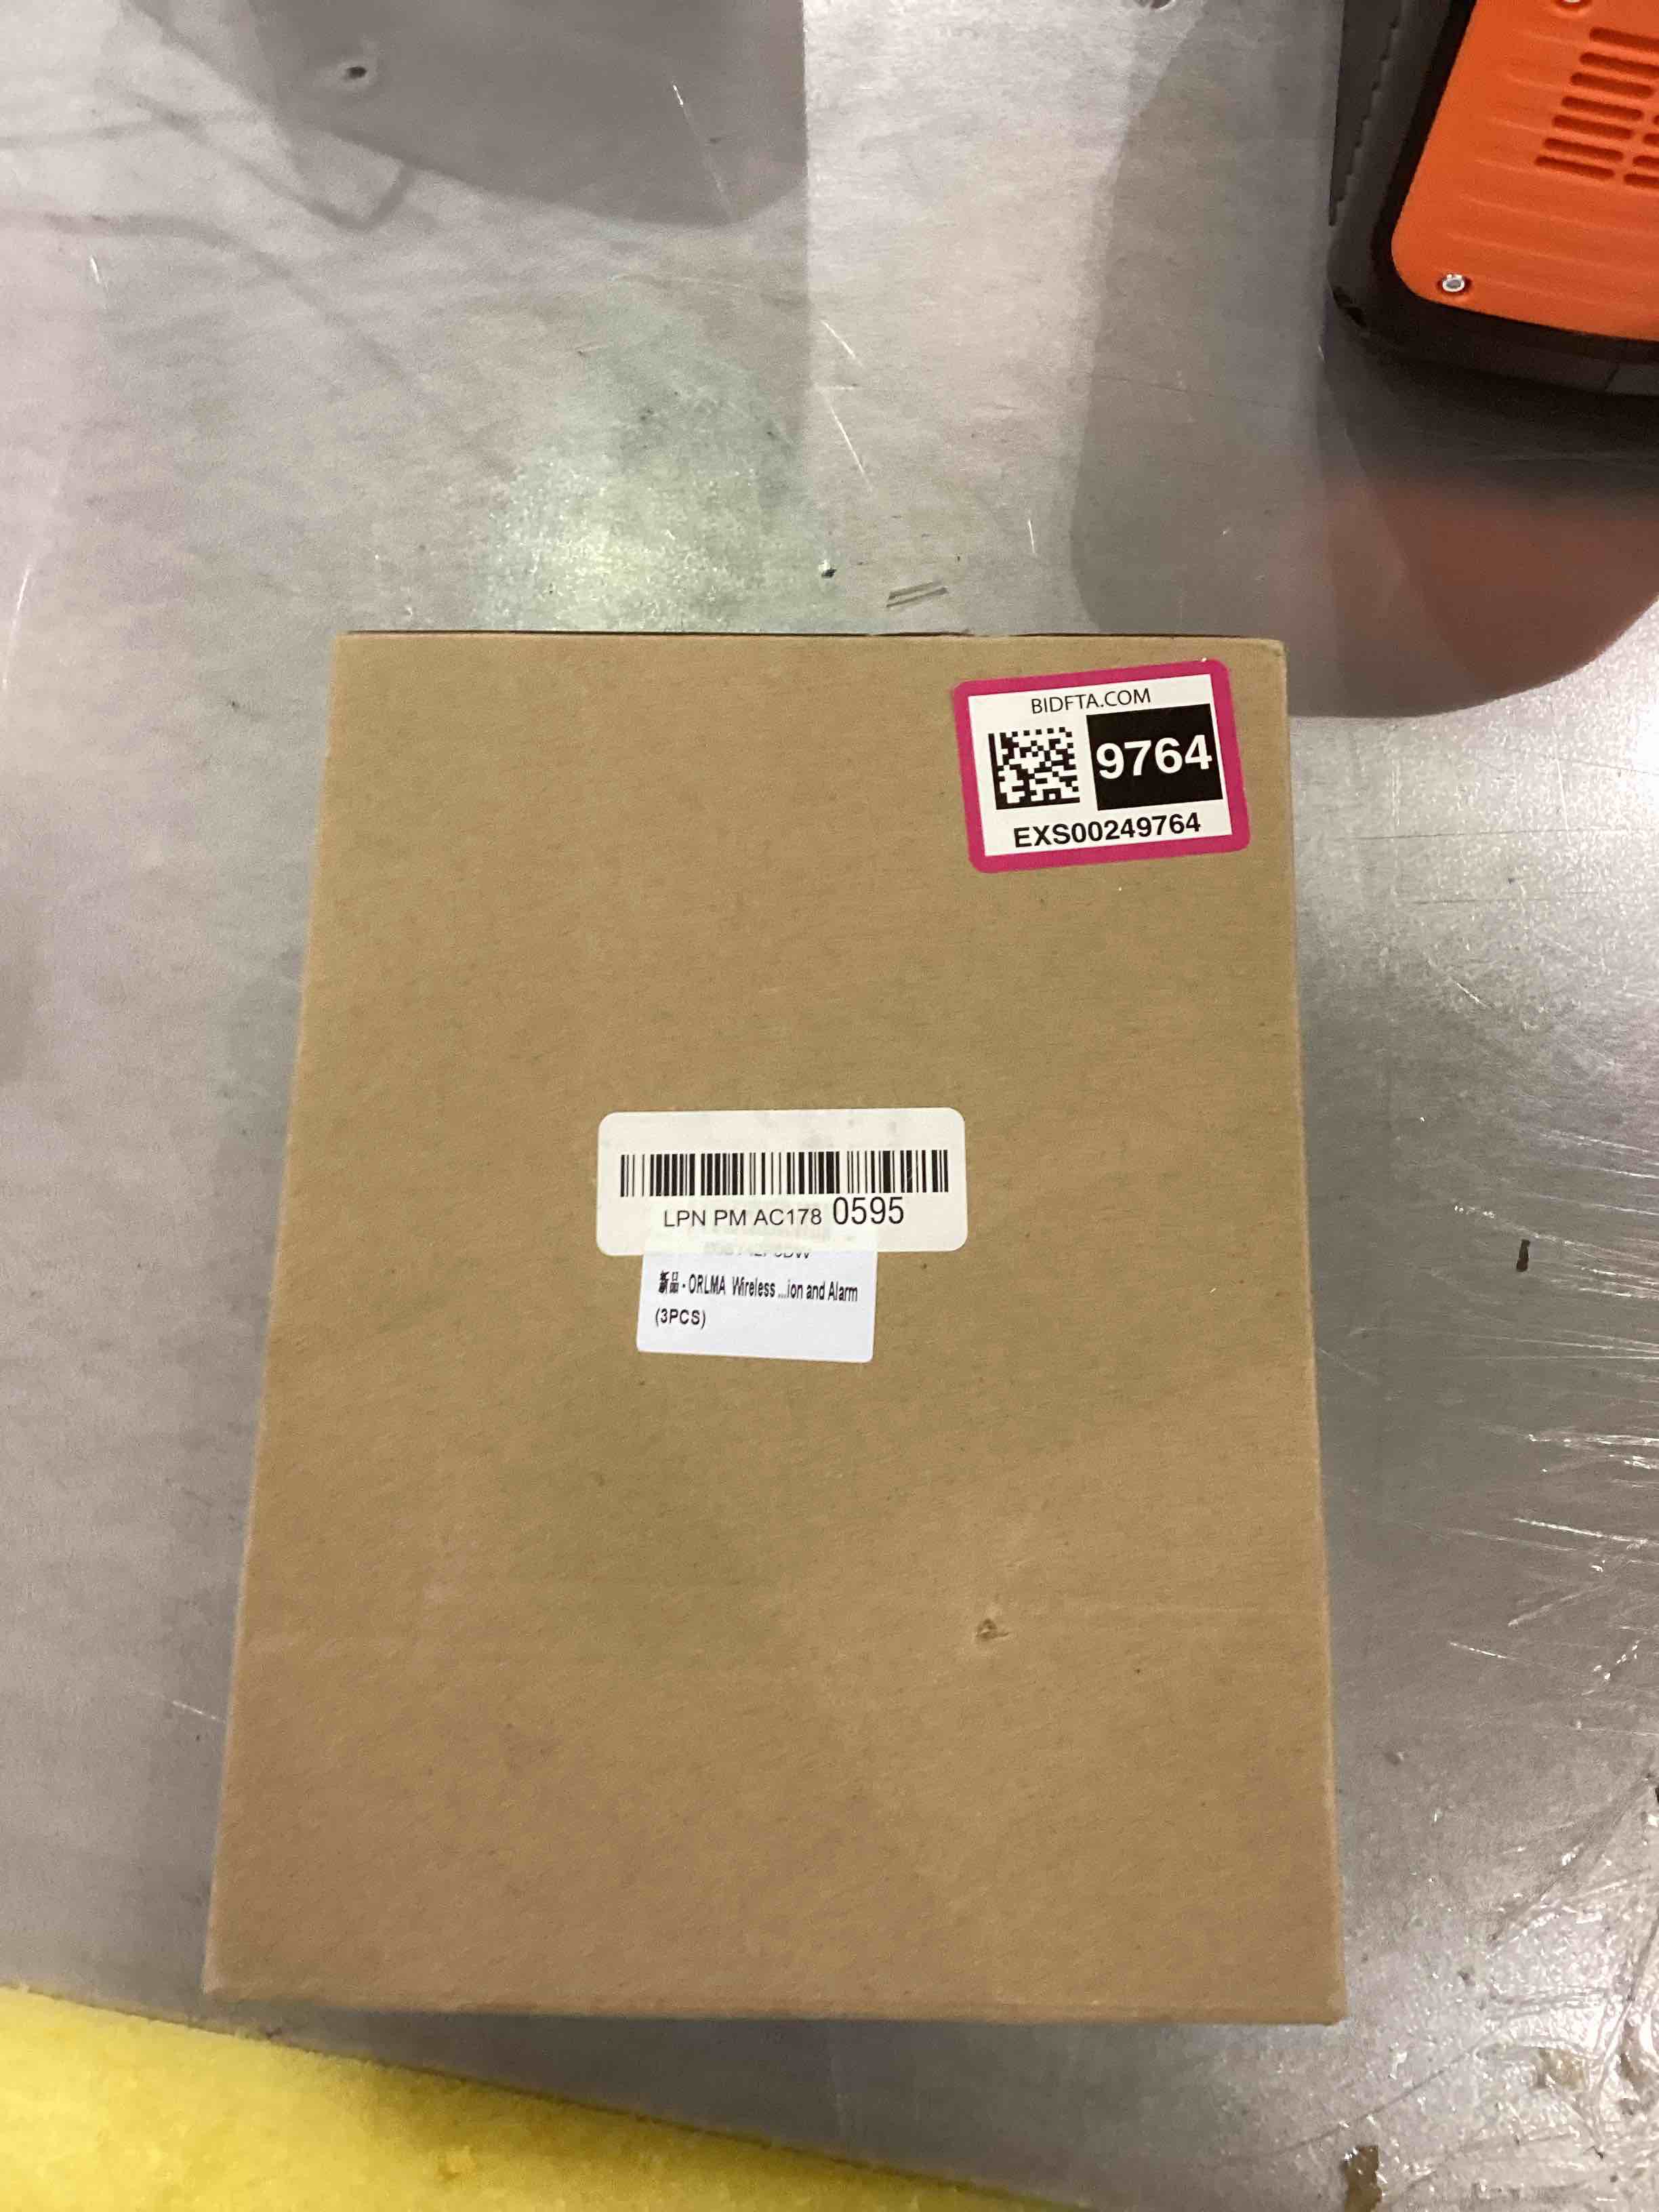 BIDFTA.COM
9764
EXS00249764
LPN PM AC178 0595
新品 - ORLMA Wireless ...ion and Alarm
(3PCS)